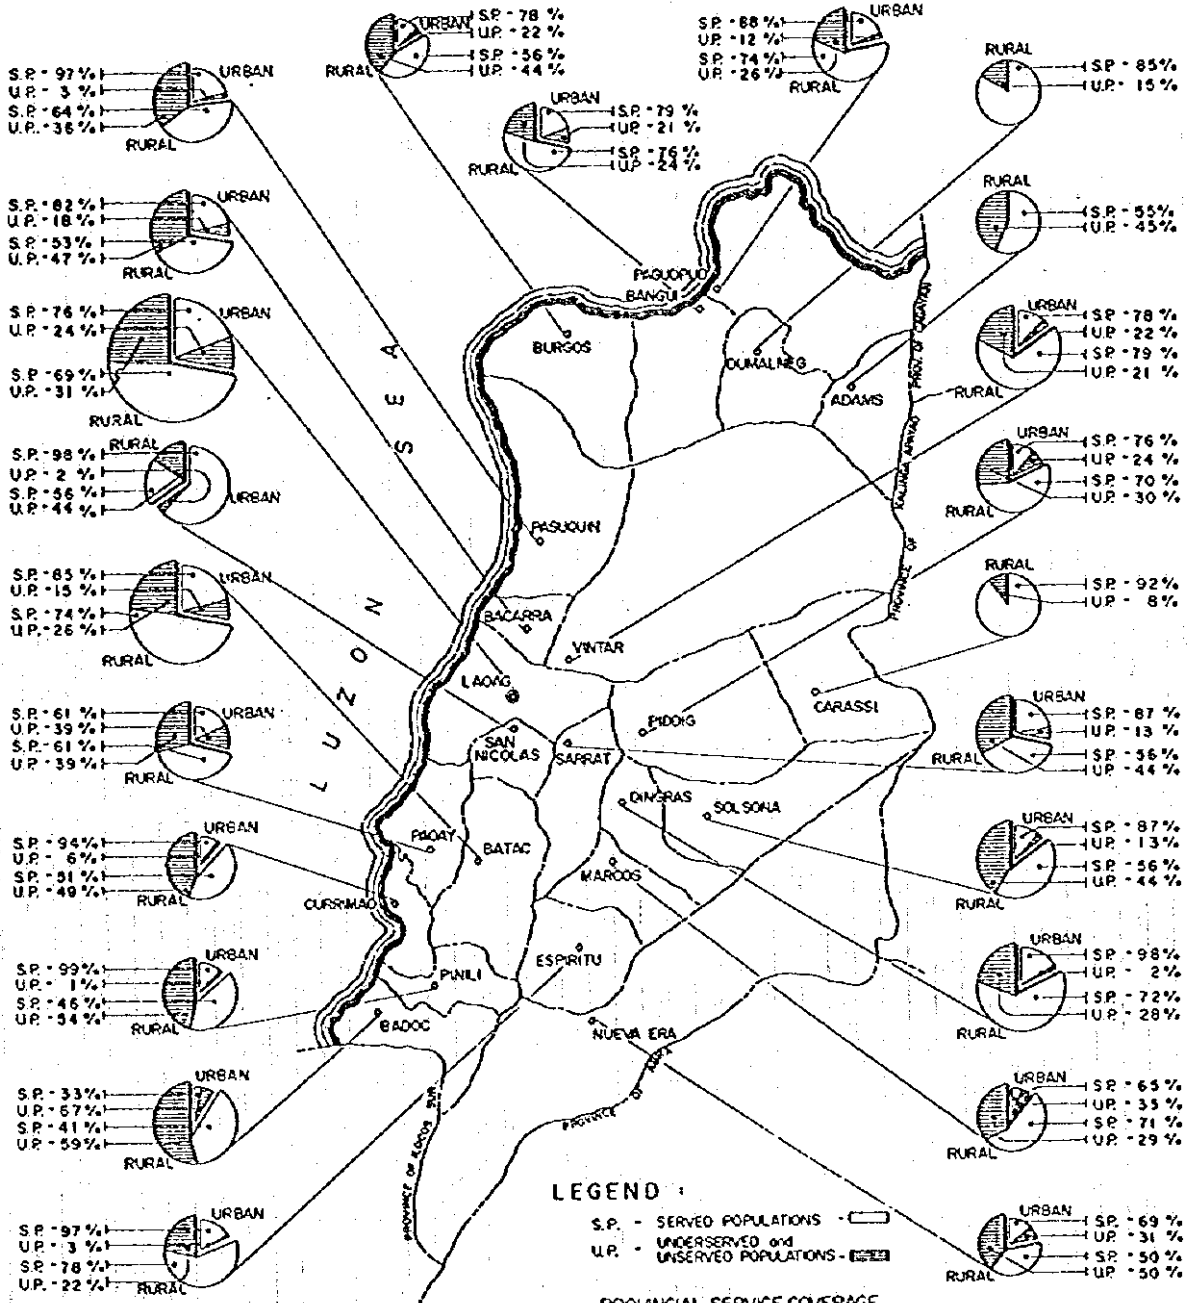 S.P. - 78 %
URBAN
U.P. - 22 %
S.P. - 56 %
RURAL
U.P. - 44 %
S.P. - 88 %
URBAN
U.P. - 12 %
S.P. - 74 %
U.P. - 26 %
RURAL
S.P. - 97 %
URBAN
U.P. - 3 %
S.P. - 64 %
U.P. - 36 %
RURAL
URBAN
S.P. - 79 %
U.P. - 21 %
S.P. - 76 %
RURAL
U.P. - 24 %
RURAL
S.P. - 85%
U.P. - 15 %
S.P. - 82 %
URBAN
U.P. - 18 %
S.P. - 53 %
U.P. - 47 %
RURAL
RURAL
S.P. - 55 %
U.P. - 45 %
S.P. - 76 %
URBAN
U.P. - 24 %
S.P. - 69 %
U.P. - 31 %
RURAL
URBAN
S.P. - 78 %
U.P. - 22 %
S.P. - 79 %
U.P. - 21 %
RURAL
RURAL
S.P. - 98 %
U.P. - 2 %
S.P. - 56 %
URBAN
U.P. - 44 %
URBAN
S.P. - 76 %
U.P. - 24 %
S.P. - 70 %
U.P. - 30 %
RURAL
S.P. - 85 %
URBAN
U.P. - 15 %
S.P. - 74 %
U.P. - 26 %
RURAL
RURAL
S.P. - 92%
U.P. - 8%
S.P. - 61 %
URBAN
U.P. - 39 %
S.P. - 61 %
U.P. - 39 %
RURAL
URBAN
S.P. - 87 %
U.P. - 13 %
S.P. - 56 %
U.P. - 44 %
RURAL
URBAN
S.P. - 94%
U.P. - 6%
S.P. - 51 %
U.P. - 49 %
RURAL
URBAN
S.P. - 87%
U.P. - 13 %
S.P. - 56 %
U.P. - 44 %
RURAL
URBAN
S.P. - 99 %
U.P. - 1 %
S.P. - 46 %
U.P. - 54 %
RURAL
URBAN
S.P. - 98%
U.P. - 2%
S.P. - 72%
U.P. - 28%
RURAL
URBAN
S.P. - 33%
U.P. - 67%
S.P. - 41 %
U.P. - 59%
RURAL
URBAN
S.P. - 65 %
U.P. - 35 %
S.P. - 71 %
U.P. - 29 %
RURAL
URBAN
S.P. - 97 %
U.P. - 3 %
S.P. - 78 %
U.P. - 22 %
RURAL
URBAN
S.P. - 69 %
U.P. - 31 %
S.P. - 50 %
U.P. - 50 %
RURAL
LUZON SEA
PAGUDPUD
BANGUI
BURGOS
DUMALNEG
ADAMS
PASUQUIN
BACARRA
VINTAR
LAOAG
CARASSI
PIDDIG
SAN
NICOLAS
SARRAT
DINGRAS
SOLSONA
PAOAY
BATAC
MARCOS
CURRIMAO
ESPIRITU
PINILI
BADOC
NUEVA ERA
PROV. OF CAGAYAN
PROVINCE OF KALINGA APAYAO
PROVINCE OF ABRA
PROVINCE OF ILOCOS SUR
LEGEND :
S.P. - SERVED POPULATIONS -
U.P. - UNDERSERVED and
UNSERVED POPULATIONS -
PROVINCIAL SERVICE COVERAGE